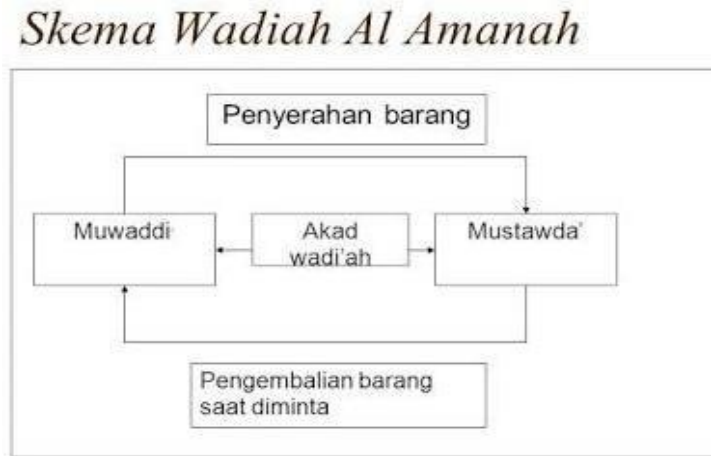 Skema Wadiah Al Amanah
Penyerahan barang
Muwaddi
Akad
wadi'ah
Mustawda'
Pengembalian barang
saat diminta